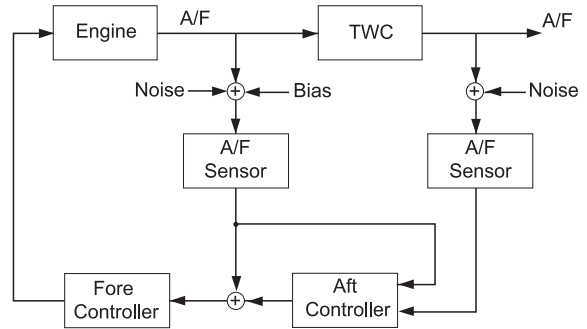 A/F
A/F
Engine
TWC
+
+
Noise
Bias
Noise
A/F
Sensor
A/F
Sensor
Fore
Controller
+
Aft
Controller